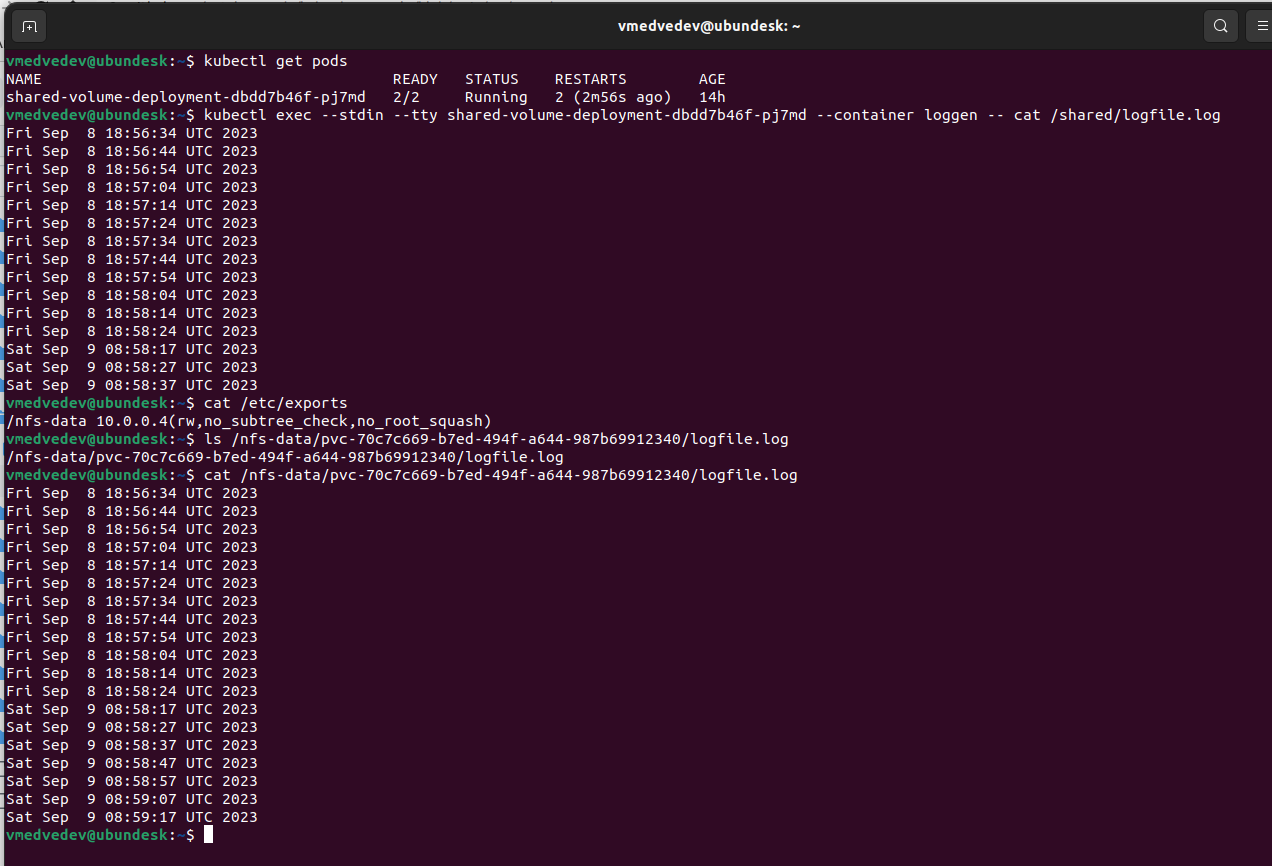 vmedvedev@ubundesk: ~
vmedvedev@ubundesk:~$ kubectl get pods
NAME                                       READY   STATUS    RESTARTS        AGE
shared-volume-deployment-dbdd7b46f-pj7md   2/2     Running   2 (2m56s ago)   14h
vmedvedev@ubundesk:~$ kubectl exec --stdin --tty shared-volume-deployment-dbdd7b46f-pj7md --container loggen -- cat /shared/logfile.log
Fri Sep  8 18:56:34 UTC 2023
Fri Sep  8 18:56:44 UTC 2023
Fri Sep  8 18:56:54 UTC 2023
Fri Sep  8 18:57:04 UTC 2023
Fri Sep  8 18:57:14 UTC 2023
Fri Sep  8 18:57:24 UTC 2023
Fri Sep  8 18:57:34 UTC 2023
Fri Sep  8 18:57:44 UTC 2023
Fri Sep  8 18:57:54 UTC 2023
Fri Sep  8 18:58:04 UTC 2023
Fri Sep  8 18:58:14 UTC 2023
Fri Sep  8 18:58:24 UTC 2023
Sat Sep  9 08:58:17 UTC 2023
Sat Sep  9 08:58:27 UTC 2023
Sat Sep  9 08:58:37 UTC 2023
vmedvedev@ubundesk:~$ cat /etc/exports
/nfs-data 10.0.0.4(rw,no_subtree_check,no_root_squash)
vmedvedev@ubundesk:~$ ls /nfs-data/pvc-70c7c669-b7ed-494f-a644-987b69912340/logfile.log
/nfs-data/pvc-70c7c669-b7ed-494f-a644-987b69912340/logfile.log
vmedvedev@ubundesk:~$ cat /nfs-data/pvc-70c7c669-b7ed-494f-a644-987b69912340/logfile.log
Fri Sep  8 18:56:34 UTC 2023
Fri Sep  8 18:56:44 UTC 2023
Fri Sep  8 18:56:54 UTC 2023
Fri Sep  8 18:57:04 UTC 2023
Fri Sep  8 18:57:14 UTC 2023
Fri Sep  8 18:57:24 UTC 2023
Fri Sep  8 18:57:34 UTC 2023
Fri Sep  8 18:57:44 UTC 2023
Fri Sep  8 18:57:54 UTC 2023
Fri Sep  8 18:58:04 UTC 2023
Fri Sep  8 18:58:14 UTC 2023
Fri Sep  8 18:58:24 UTC 2023
Sat Sep  9 08:58:17 UTC 2023
Sat Sep  9 08:58:27 UTC 2023
Sat Sep  9 08:58:37 UTC 2023
Sat Sep  9 08:58:47 UTC 2023
Sat Sep  9 08:58:57 UTC 2023
Sat Sep  9 08:59:07 UTC 2023
Sat Sep  9 08:59:17 UTC 2023
vmedvedev@ubundesk:~$